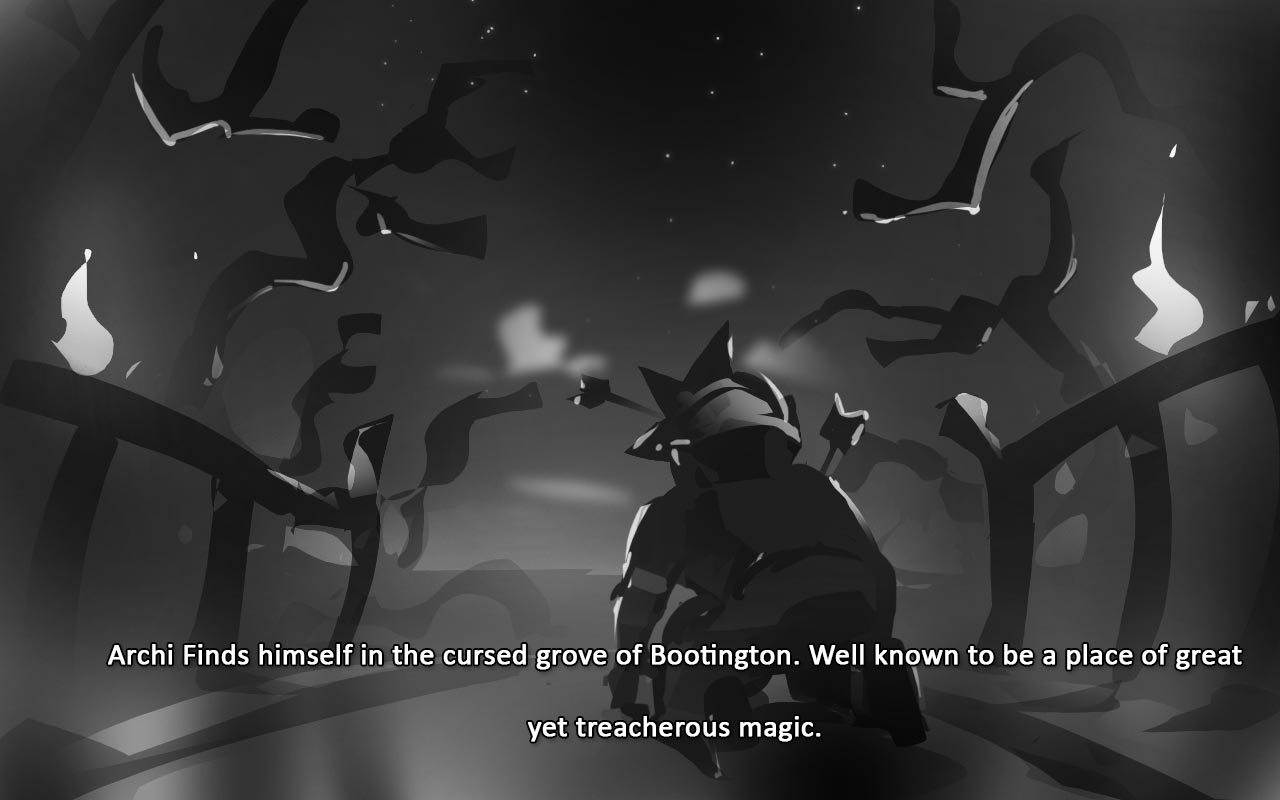 Archi Finds himself in the cursed grove of Bootington. Well known to be a place of great
yet treacherous magic.